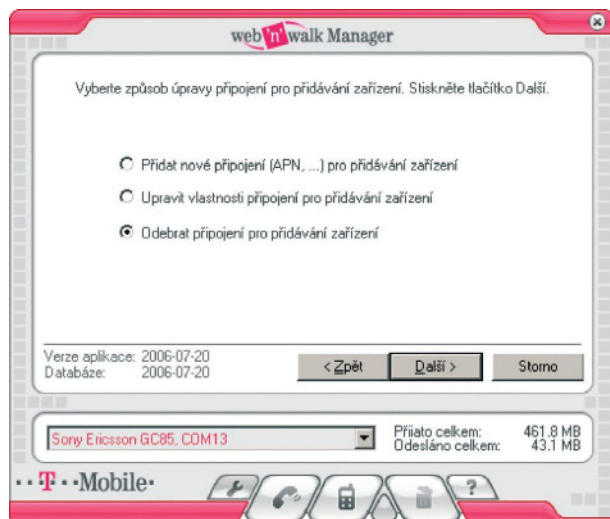 web'n'walk Manager
Vyberte způsob úpravy připojení pro přidávání zařízení. Stiskněte tlačítko Další.
Přidat nové připojení (APN, ...) pro přidávání zařízení
Upravit vlastnosti připojení pro přidávání zařízení
Odebrat připojení pro přidávání zařízení
Verze aplikace: 2006-07-20
Databáze: 2006-07-20
< Zpět Další > Storno
Sony Ericsson GC85, COM13
Přijato celkem: 461.8 MB
Odesláno celkem: 43.1 MB
··T··Mobile·
?